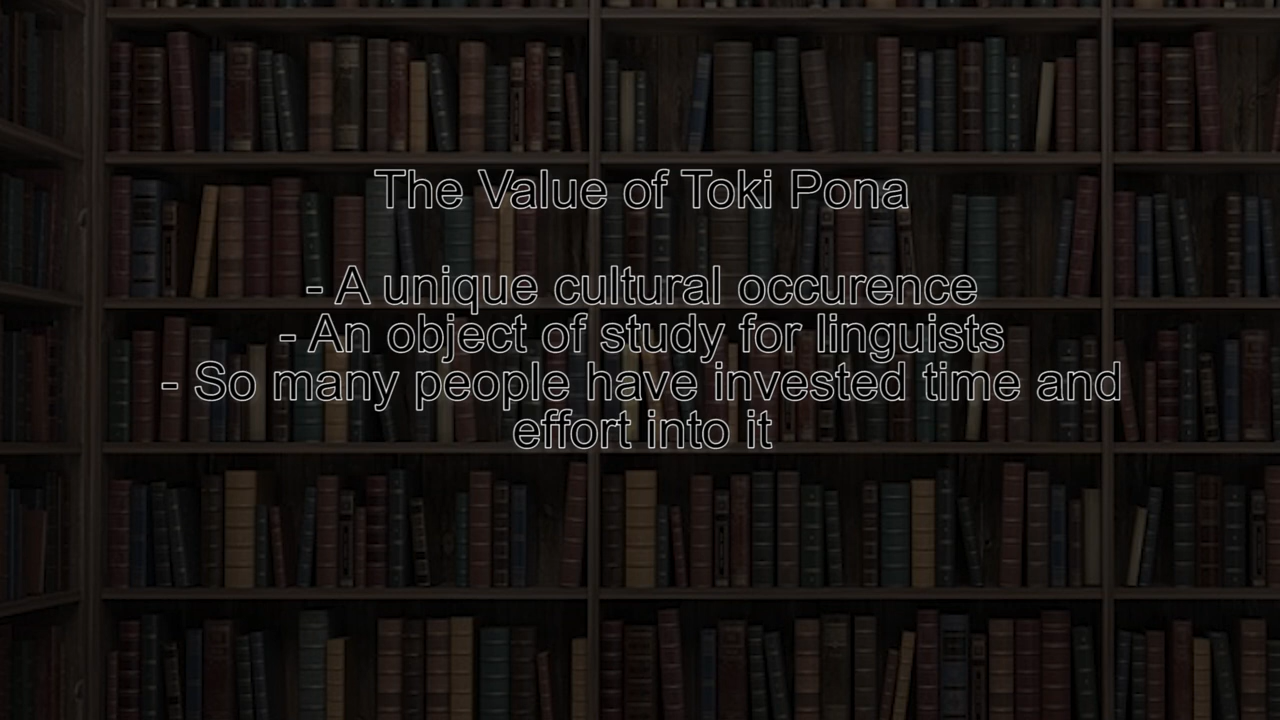 The Value of Toki Pona
- A unique cultural occurence
- An object of study for linguists
- So many people have invested time and
effort into it